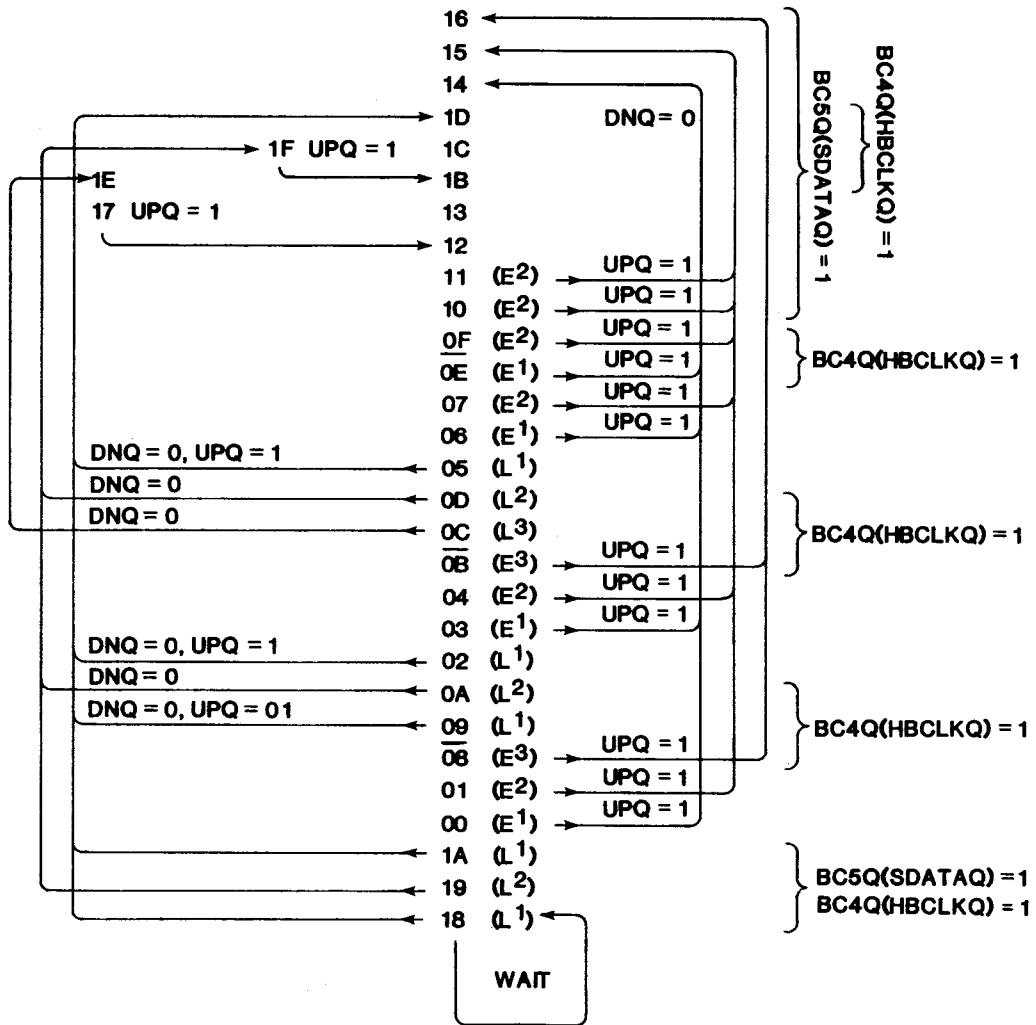 16
15
14
1D DNQ = 0
1F UPQ = 1 1C
1E 1B
17 UPQ = 1 13
12
11 (E2) UPQ = 1
10 (E2) UPQ = 1
0F (E2) UPQ = 1
0E (E1) UPQ = 1
07 (E2) UPQ = 1
06 (E1) UPQ = 1
DNQ = 0, UPQ = 1 05 (L1)
DNQ = 0 0D (L2)
DNQ = 0 0C (L3)
0B (E3) UPQ = 1
04 (E2) UPQ = 1
03 (E1) UPQ = 1
DNQ = 0, UPQ = 1 02 (L1)
DNQ = 0 0A (L2)
DNQ = 0, UPQ = 01 09 (L1)
08 (E3) UPQ = 1
01 (E2) UPQ = 1
00 (E1) UPQ = 1
1A (L1)
19 (L2)
18 (L1)
WAIT
BC5Q(SDATAQ) = 1
BC4Q(HBCLKQ) = 1
BC4Q(HBCLKQ) = 1
BC4Q(HBCLKQ) = 1
BC4Q(HBCLKQ) = 1
BC5Q(SDATAQ) = 1
BC4Q(HBCLKQ) = 1